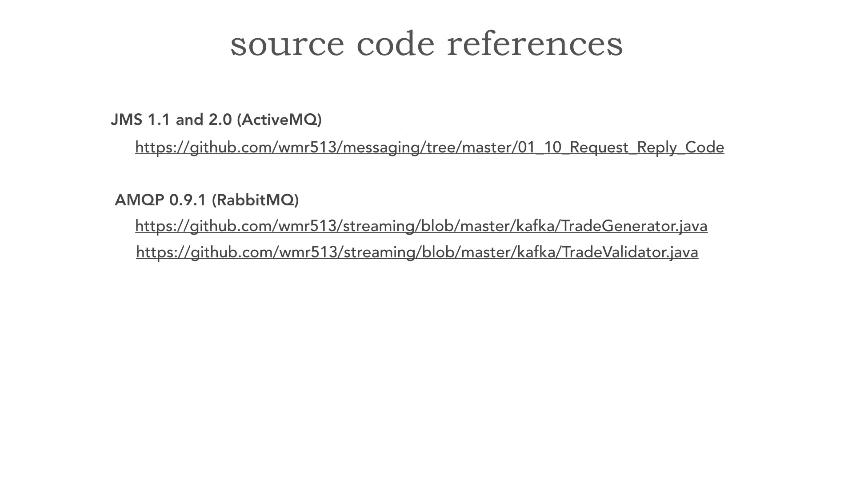 source code references
JMS 1.1 and 2.0 (ActiveMQ)
https://github.com/wmr513/messaging/tree/master/01_10_Request_Reply_Code
AMQP 0.9.1 (RabbitMQ)
https://github.com/wmr513/streaming/blob/master/kafka/TradeGenerator.java
https://github.com/wmr513/streaming/blob/master/kafka/TradeValidator.java